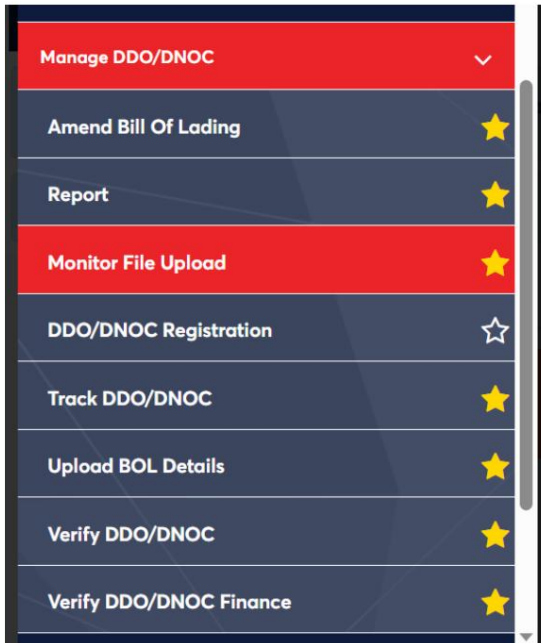 Manage DDO/DNOC
Amend Bill Of Lading
Report
Monitor File Upload
DDO/DNOC Registration
Track DDO/DNOC
Upload BOL Details
Verify DDO/DNOC
Verify DDO/DNOC Finance